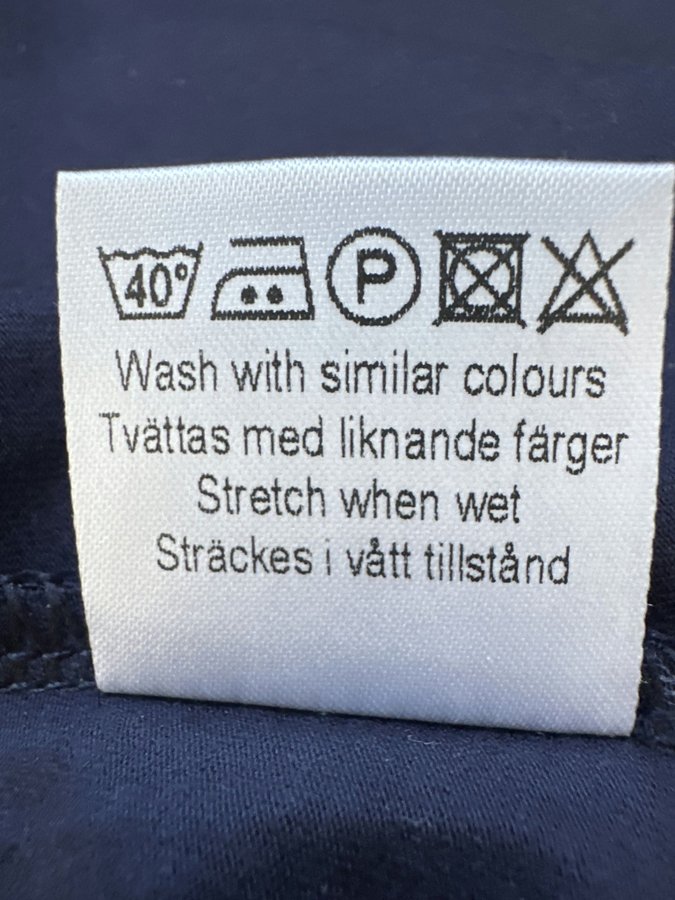 40°
P
Wash with similar colours
Tvättas med liknande färger
Stretch when wet
Sträckes i vått tillstånd